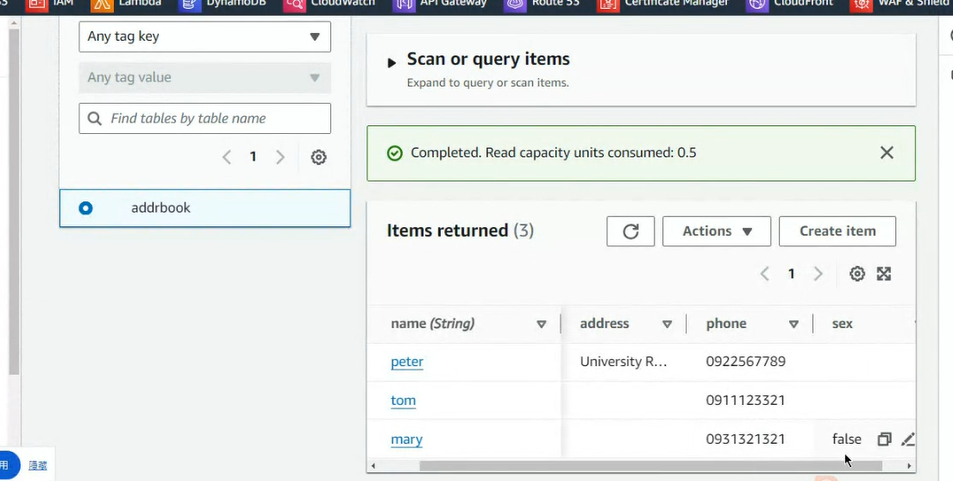 IAM Lambda DynamoDB CloudWatch API Gateway Route 53 Certificate Manager CloudFront WAF & Shield
Any tag key
Any tag value
Find tables by table name
1
addrbook
Scan or query items
Expand to query or scan items.
Completed. Read capacity units consumed: 0.5
Items returned (3)
Actions
Create item
1
name (String) address phone sex
peter University R... 0922567789
tom 0911123321
mary 0931321321 false
用
隱藏